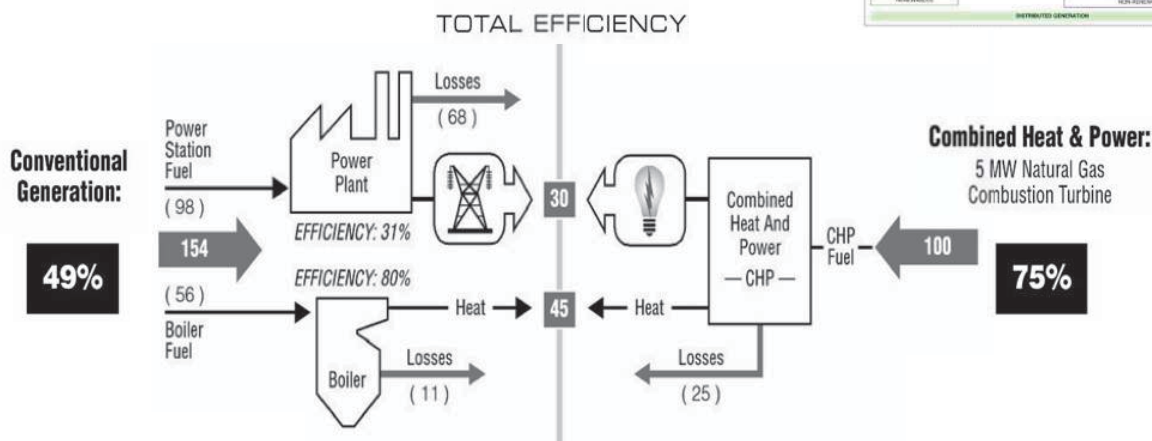 TOTAL EFFICIENCY
DISTRIBUTED GENERATION
Conventional
Generation:
49%
Power
Station
Fuel
( 98 )
154
( 56 )
Boiler
Fuel
Power
Plant
Losses
( 68 )
EFFICIENCY: 31%
EFFICIENCY: 80%
Boiler
Heat
Losses
( 11 )
30
45
Heat
Losses
( 25 )
Combined
Heat And
Power
— CHP —
CHP
Fuel
100
Combined Heat & Power:
5 MW Natural Gas
Combustion Turbine
75%